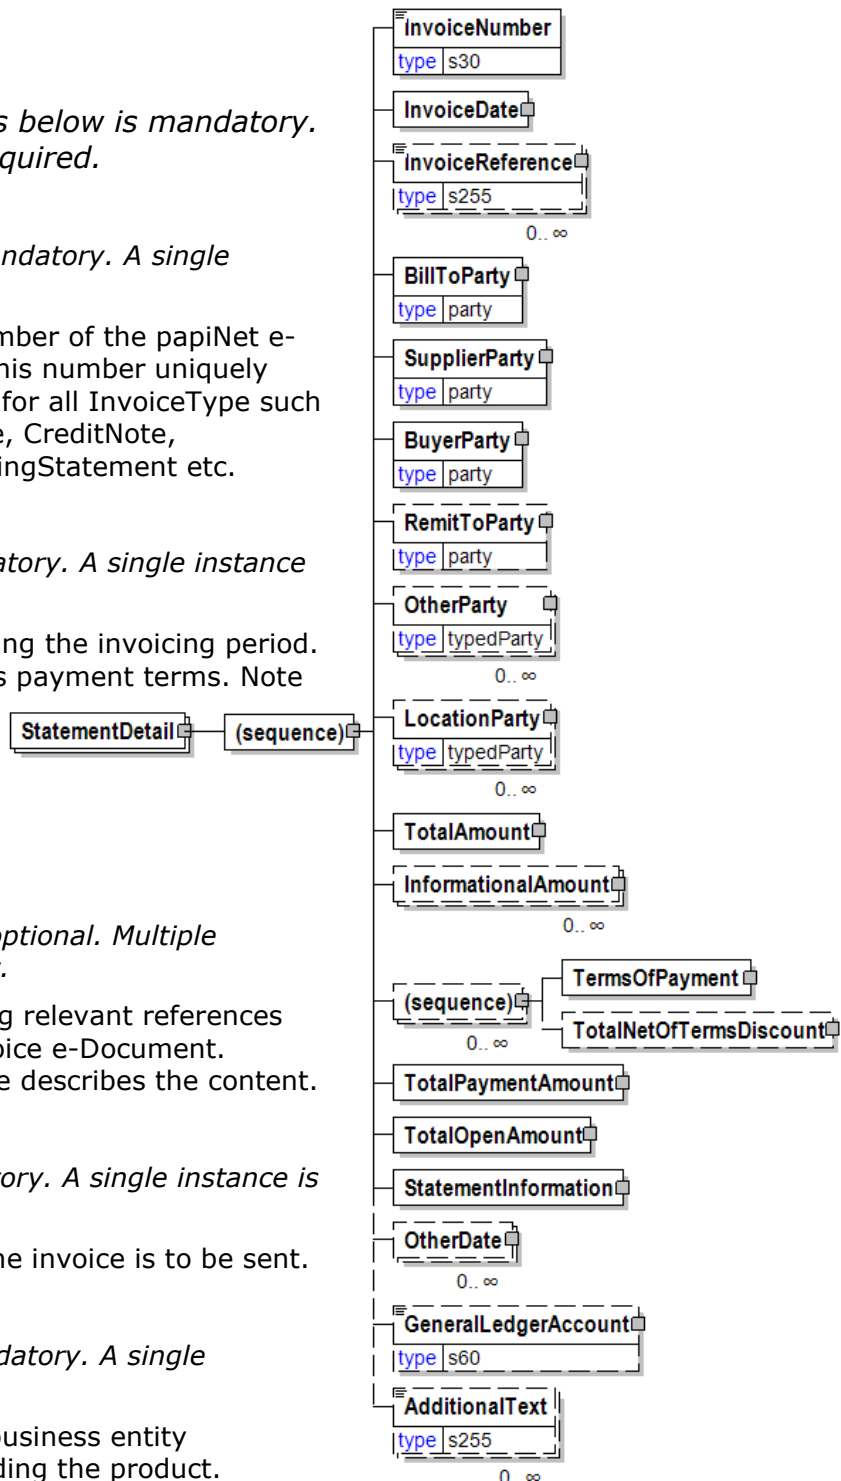 s below is mandatory.
quired.
ndatory. A single
mber of the papiNet e-
his number uniquely
for all InvoiceType such
e, CreditNote,
ingStatement etc.
atory. A single instance
ing the invoicing period.
s payment terms. Note
ptional. Multiple
.
g relevant references
oice e-Document.
e describes the content.
ory. A single instance is
he invoice is to be sent.
datory. A single
business entity
ding the product.
StatementDetail
(sequence)
InvoiceNumber
type s30
InvoiceDate
InvoiceReference
type s255
0.. ∞
BillToParty
type party
SupplierParty
type party
BuyerParty
type party
RemitToParty
type party
OtherParty
type typedParty
0.. ∞
LocationParty
type typedParty
0.. ∞
TotalAmount
InformationalAmount
0.. ∞
(sequence)
0.. ∞
TermsOfPayment
TotalNetOfTermsDiscount
TotalPaymentAmount
TotalOpenAmount
StatementInformation
OtherDate
0.. ∞
GeneralLedgerAccount
type s60
AdditionalText
type s255
0.. ∞